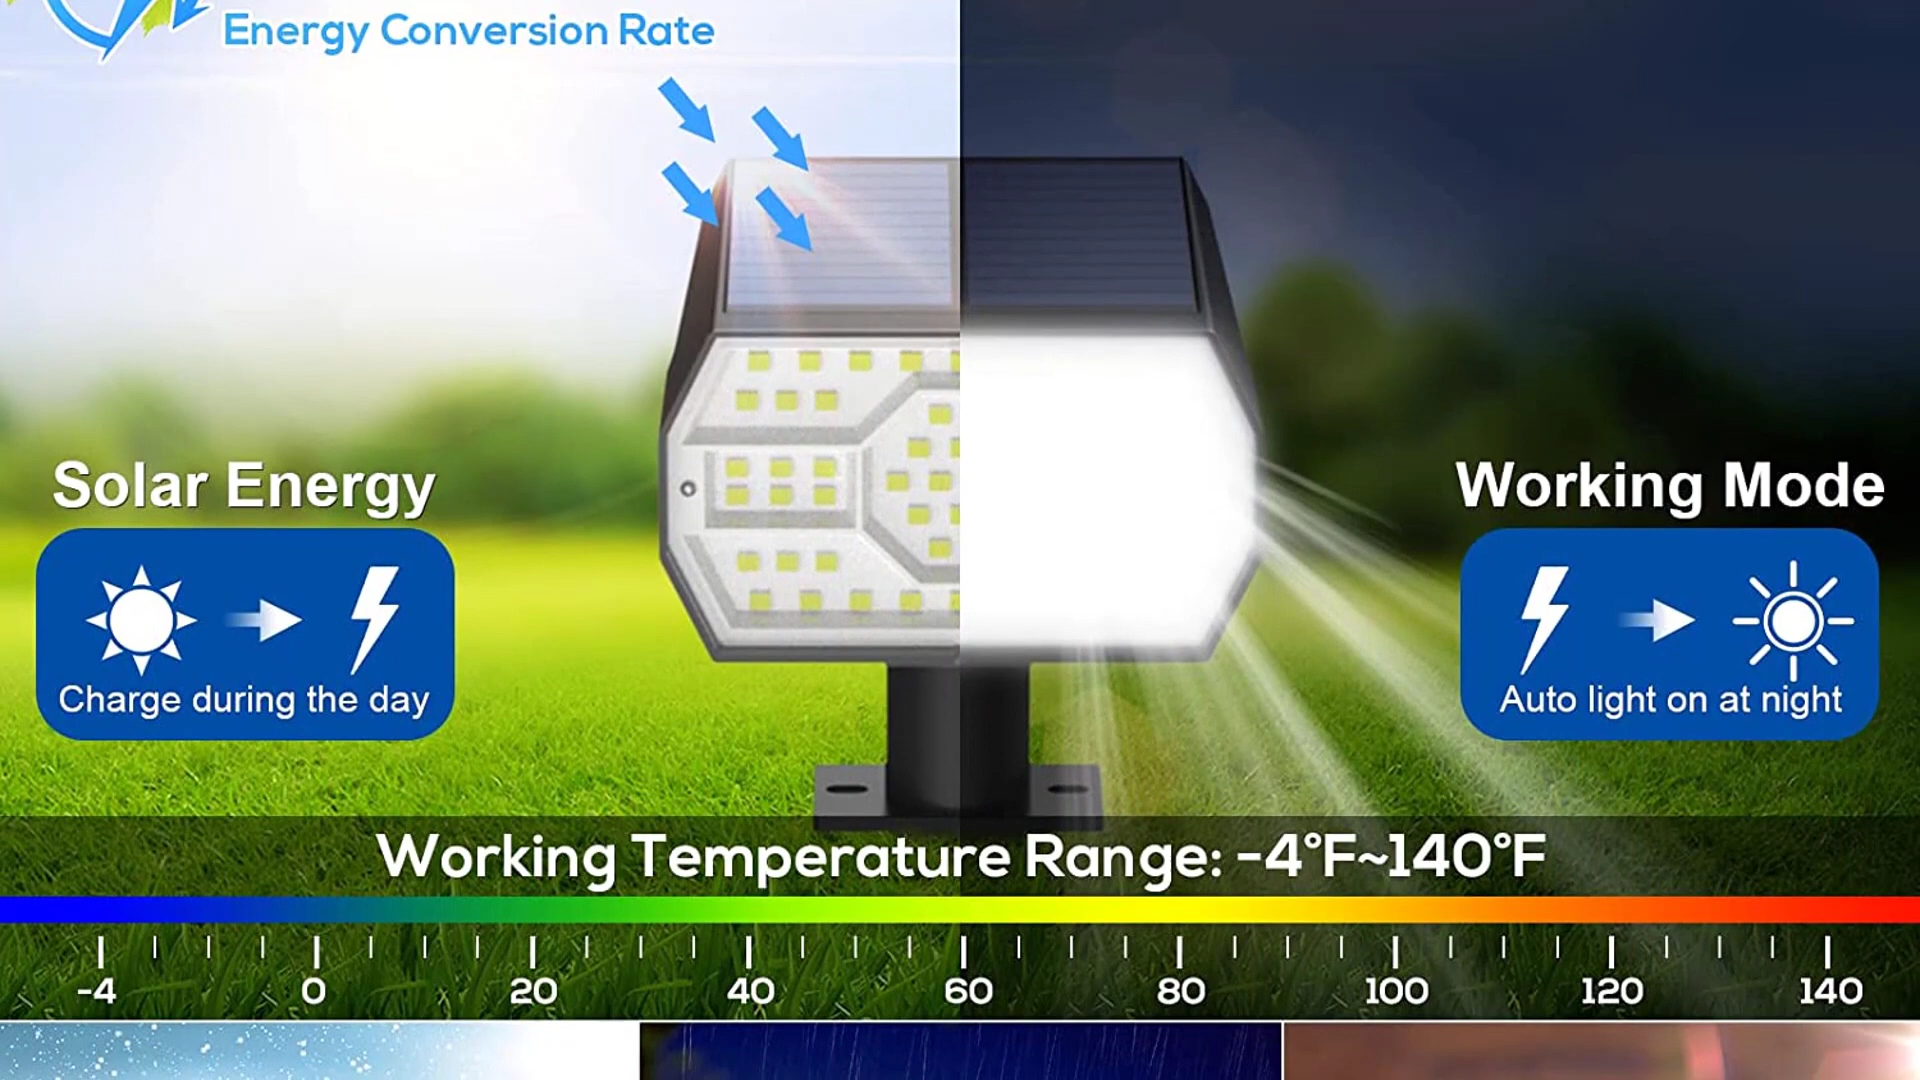 Energy Conversion Rate
Solar Energy
Charge during the day
Working Mode
Auto light on at night
Working Temperature Range: -4°F~140°F
-4 0 20 40 60 80 100 120 140